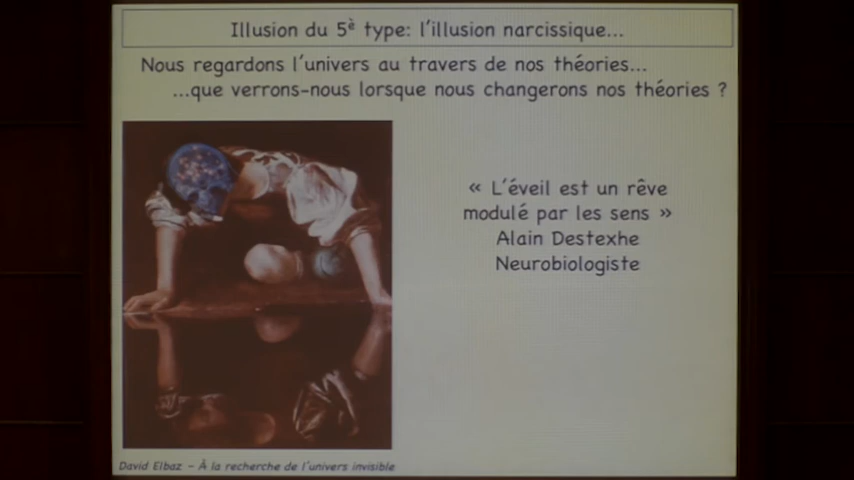 Illusion du 5è type: l'illusion narcissique...
Nous regardons l'univers au travers de nos théories...
...que verrons-nous lorsque nous changerons nos théories ?
« L'éveil est un rêve
modulé par les sens »
Alain Destexhe
Neurobiologiste
David Elbaz - À la recherche de l'univers invisible